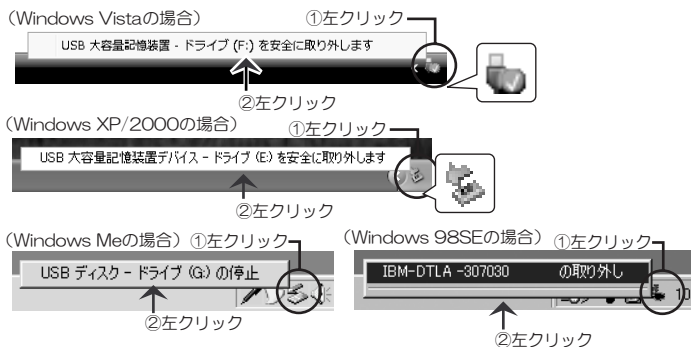 (Windows Vistaの場合)
①左クリック
USB 大容量記憶装置 - ドライブ (F:) を安全に取り外します
②左クリック
(Windows XP/2000の場合)
①左クリック
USB 大容量記憶装置デバイス - ドライブ (E:) を安全に取り外します
②左クリック
(Windows Meの場合) ①左クリック
USB ディスク - ドライブ (G:) の停止
②左クリック
(Windows 98SEの場合) ①左クリック
IBM-DTLA -307030 の取り外し
10
②左クリック